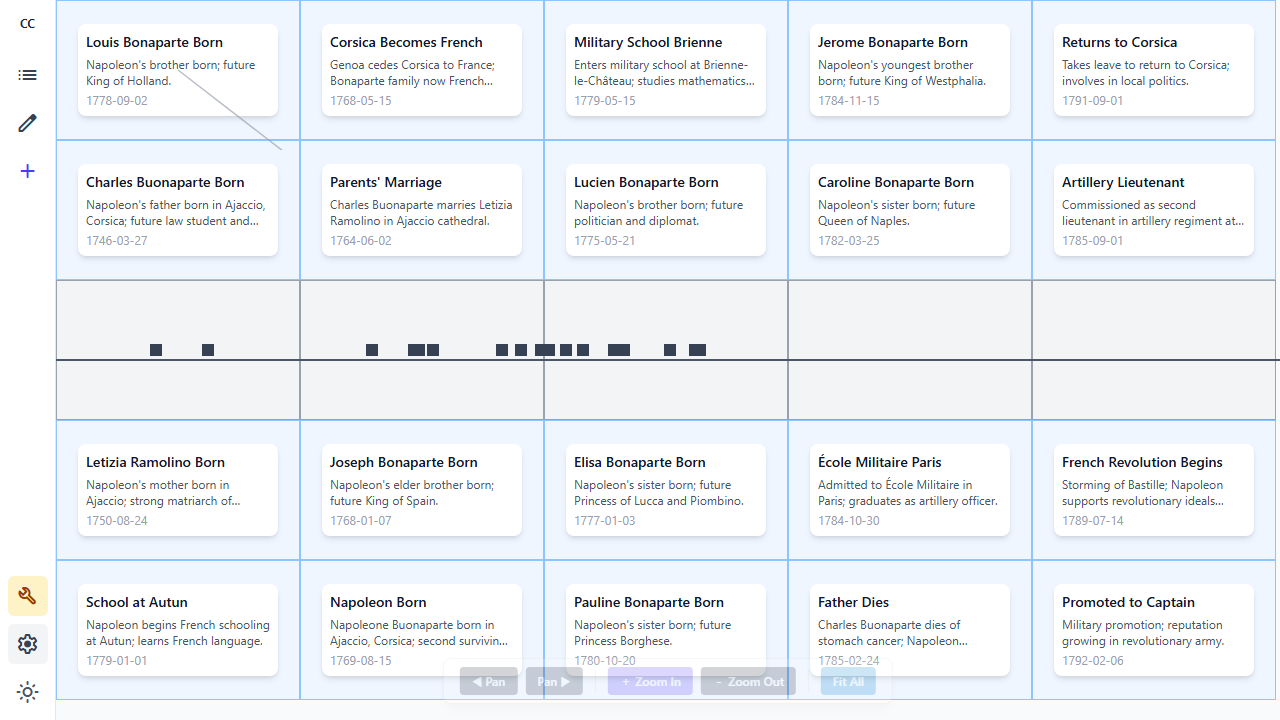 CC
Louis Bonaparte Born
Napoleon's brother born; future
King of Holland.
1778-09-02
Corsica Becomes French
Genoa cedes Corsica to France;
Bonaparte family now French...
1768-05-15
Military School Brienne
Enters military school at Brienne-
le-Château; studies mathematics...
1779-05-15
Jerome Bonaparte Born
Napoleon's youngest brother
born; future King of Westphalia.
1784-11-15
Returns to Corsica
Takes leave to return to Corsica;
involves in local politics.
1791-09-01
Charles Buonaparte Born
Napoleon's father born in Ajaccio,
Corsica; future law student and...
1746-03-27
Parents' Marriage
Charles Buonaparte marries Letizia
Ramolino in Ajaccio cathedral.
1764-06-02
Lucien Bonaparte Born
Napoleon's brother born; future
politician and diplomat.
1775-05-21
Caroline Bonaparte Born
Napoleon's sister born; future
Queen of Naples.
1782-03-25
Artillery Lieutenant
Commissioned as second
lieutenant in artillery regiment at...
1785-09-01
Letizia Ramolino Born
Napoleon's mother born in
Ajaccio; strong matriarch of...
1750-08-24
Joseph Bonaparte Born
Napoleon's elder brother born;
future King of Spain.
1768-01-07
Elisa Bonaparte Born
Napoleon's sister born; future
Princess of Lucca and Piombino.
1777-01-03
École Militaire Paris
Admitted to École Militaire in
Paris; graduates as artillery officer.
1784-10-30
French Revolution Begins
Storming of Bastille; Napoleon
supports revolutionary ideals...
1789-07-14
School at Autun
Napoleon begins French schooling
at Autun; learns French language.
1779-01-01
Napoleon Born
Napoleone Buonaparte born in
Ajaccio, Corsica; second survivin...
1769-08-15
Pauline Bonaparte Born
Napoleon's sister born; future
Princess Borghese.
1780-10-20
Father Dies
Charles Buonaparte dies of
stomach cancer; Napoleon...
1785-02-24
Promoted to Captain
Military promotion; reputation
growing in revolutionary army.
1792-02-06
◀ Pan
Pan ▶
+ Zoom In
− Zoom Out
Fit All